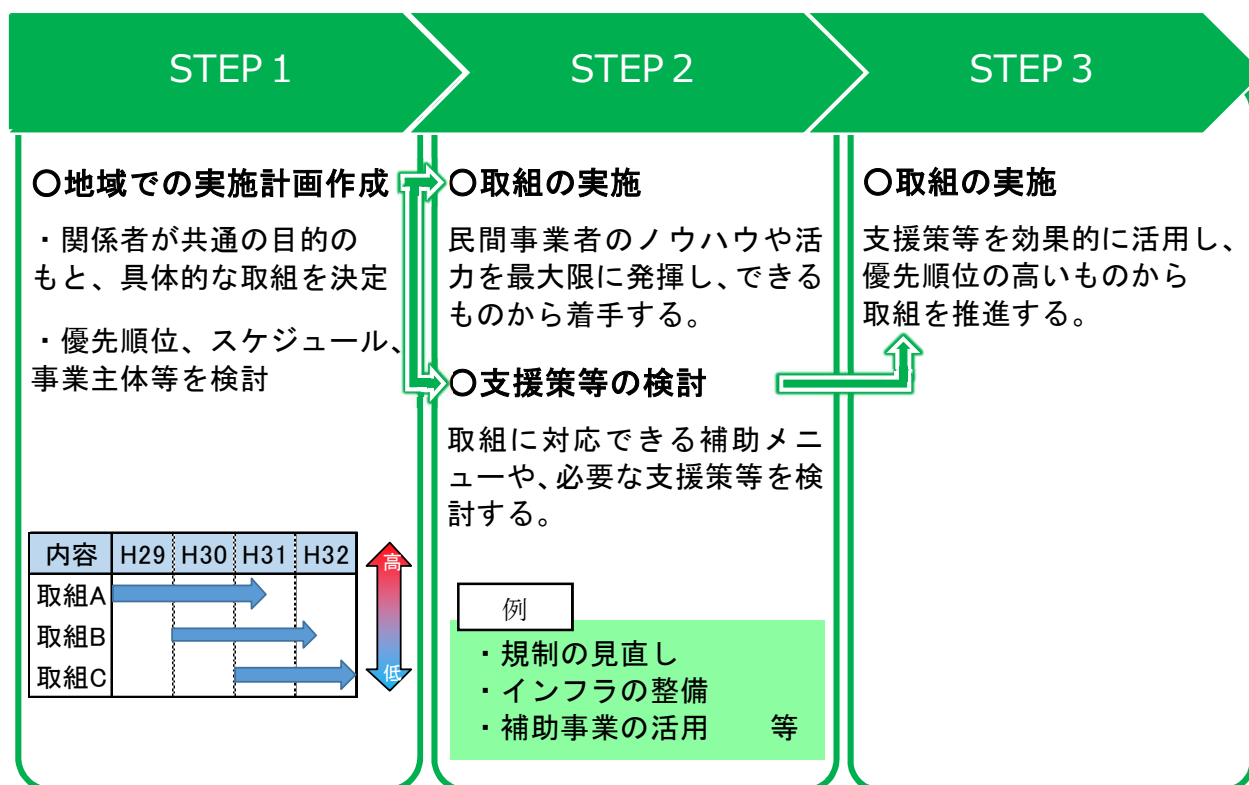 STEP 1
STEP 2
STEP 3
〇地域での実施計画作成
・関係者が共通の目的の
もと、具体的な取組を決定
・優先順位、スケジュール、
事業主体等を検討
内容 H29 H30 H31 H32
取組A
取組B
取組C
高
低
〇取組の実施
民間事業者のノウハウや活
力を最大限に発揮し、できる
ものから着手する。
〇支援策等の検討
取組に対応できる補助メニ
ューや、必要な支援策等を検
討する。
例
・規制の見直し
・インフラの整備
・補助事業の活用 等
〇取組の実施
支援策等を効果的に活用し、
優先順位の高いものから
取組を推進する。